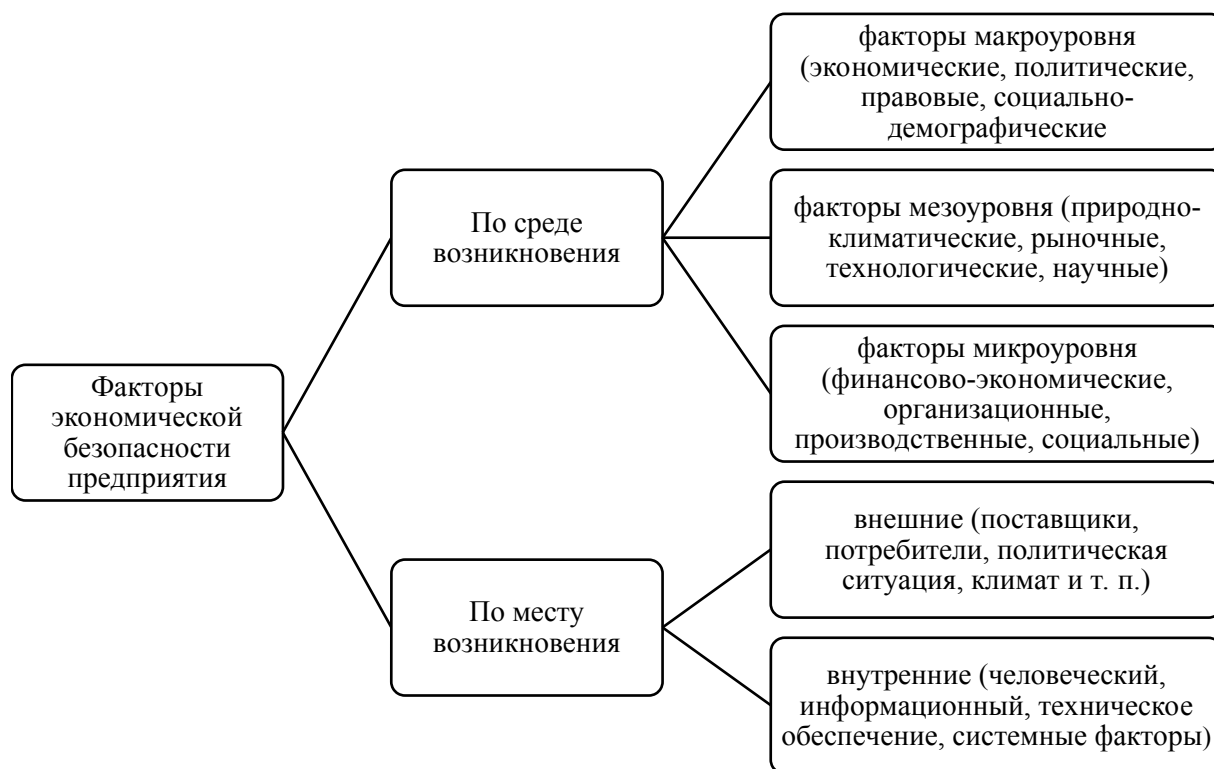 Факторы
экономической
безопасности
предприятия
По среде
возникновения
факторы макроуровня
(экономические, политические,
правовые, социально-
демографические
факторы мезоуровня (природно-
климатические, рыночные,
технологические, научные)
факторы микроуровня
(финансово-экономические,
организационные,
производственные, социальные)
По месту
возникновения
внешние (поставщики,
потребители, политическая
ситуация, климат и т. п.)
внутренние (человеческий,
информационный, техническое
обеспечение, системные факторы)